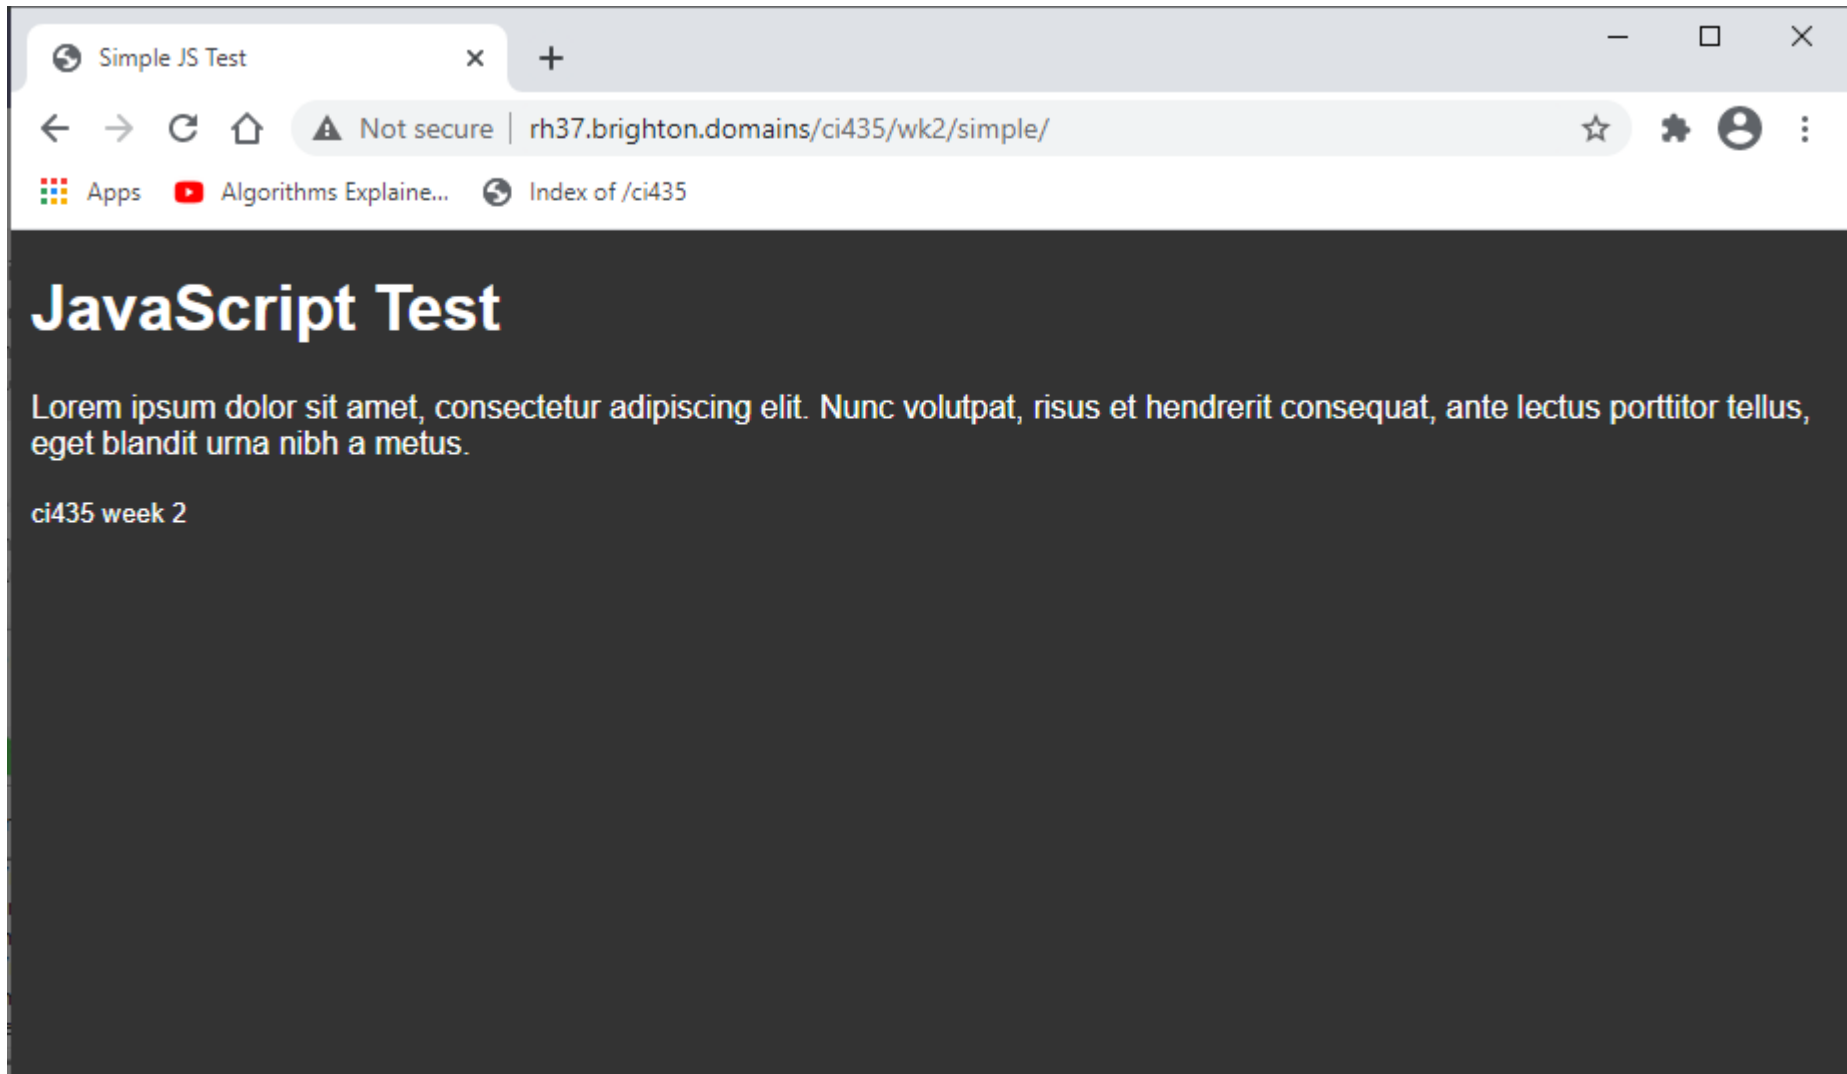 Simple JS Test
Not secure rh37.brighton.domains/ci435/wk2/simple/
Apps Algorithms Explaine... Index of /ci435
JavaScript Test
Lorem ipsum dolor sit amet, consectetur adipiscing elit. Nunc volutpat, risus et hendrerit consequat, ante lectus porttitor tellus,
eget blandit urna nibh a metus.
ci435 week 2